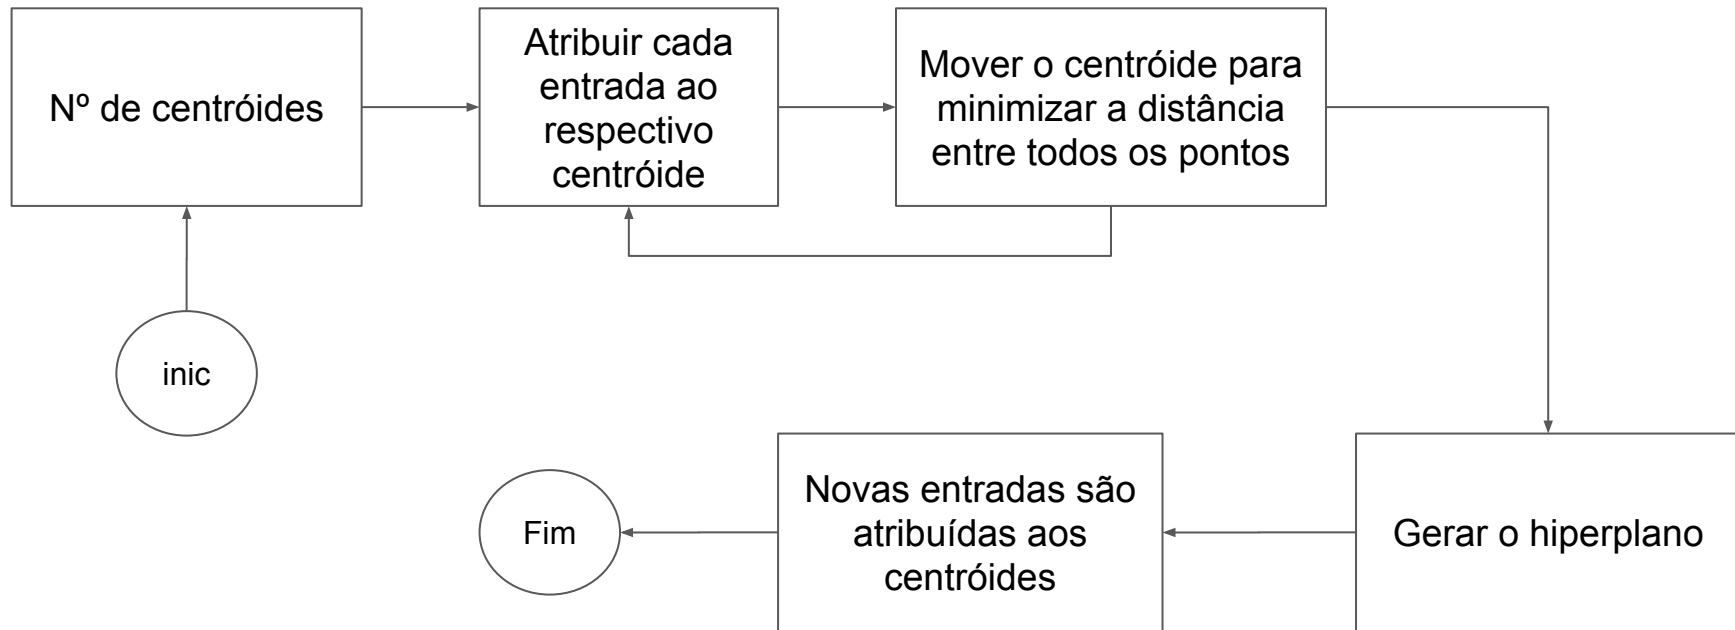 Nº de centróides
Atribuir cada
entrada ao
respectivo
centróide
Mover o centróide para
minimizar a distância
entre todos os pontos
inic
Fim
Novas entradas são
atribuídas aos
centróides
Gerar o hiperplano